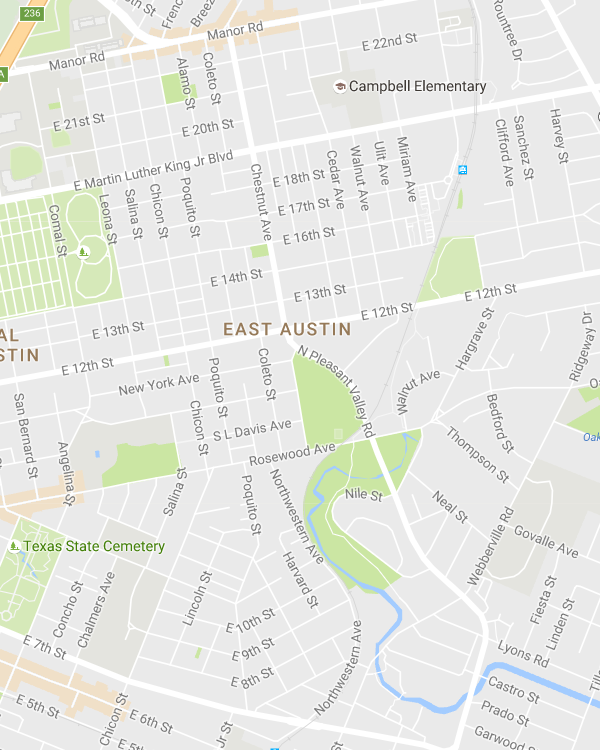 236
Frenc
Breez
Manor Rd
Manor Rd
E 22nd St
Rountree Dr
A
Alamo St
Coleto St
Campbell Elementary
E 21st St
E 20th St
Clifford Ave
Sanchez St
Harvey St
E Martin Luther King Jr Blvd
Chestnut Ave
Cedar Ave
Walnut Ave
Ulit Ave
Miriam Ave
E 18th St
E 17th St
E 16th St
Comal St
Leona St
Salina St
Chicon St
Poquito St
E 14th St
E 13th St
E 12th St
E 12th St
AL
STIN
E 13th St
EAST AUSTIN
E 12th St
N Pleasant Valley Rd
Hargrave St
Ridgeway Dr
New York Ave
Poquito St
Coleto St
Walnut Ave
O
San Bernard St
Angelina St
Chicon St
S L Davis Ave
Bedford St
Oak
Rosewood Ave
Thompson St
Salina St
Poquito St
Northwestern Ave
Nile St
Neal St
Govalle Ave
Webberville Rd
Texas State Cemetery
Harvard St
Concho St
Chalmers Ave
Lincoln St
Fiesta St
Linden St
E 10th St
E 7th St
E 9th St
Lyons Rd
E 8th St
Northwestern Ave
Tille
Castro St
Prado St
E 5th St
E 6th St
Chicon St
Jr St
Garwood S
E 5th